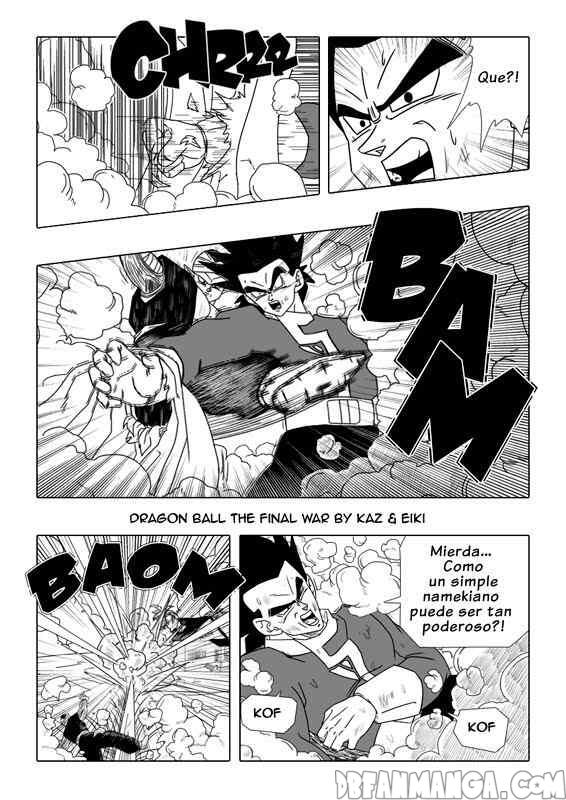 CHRZZ
Que?!
BAM
DRAGON BALL THE FINAL WAR BY KAZ & EIKI
BAOM
Mierda...
Como
un simple
namekiano
puede ser tan
poderoso?!
KOF
KOF
DBFANMANGA.COM